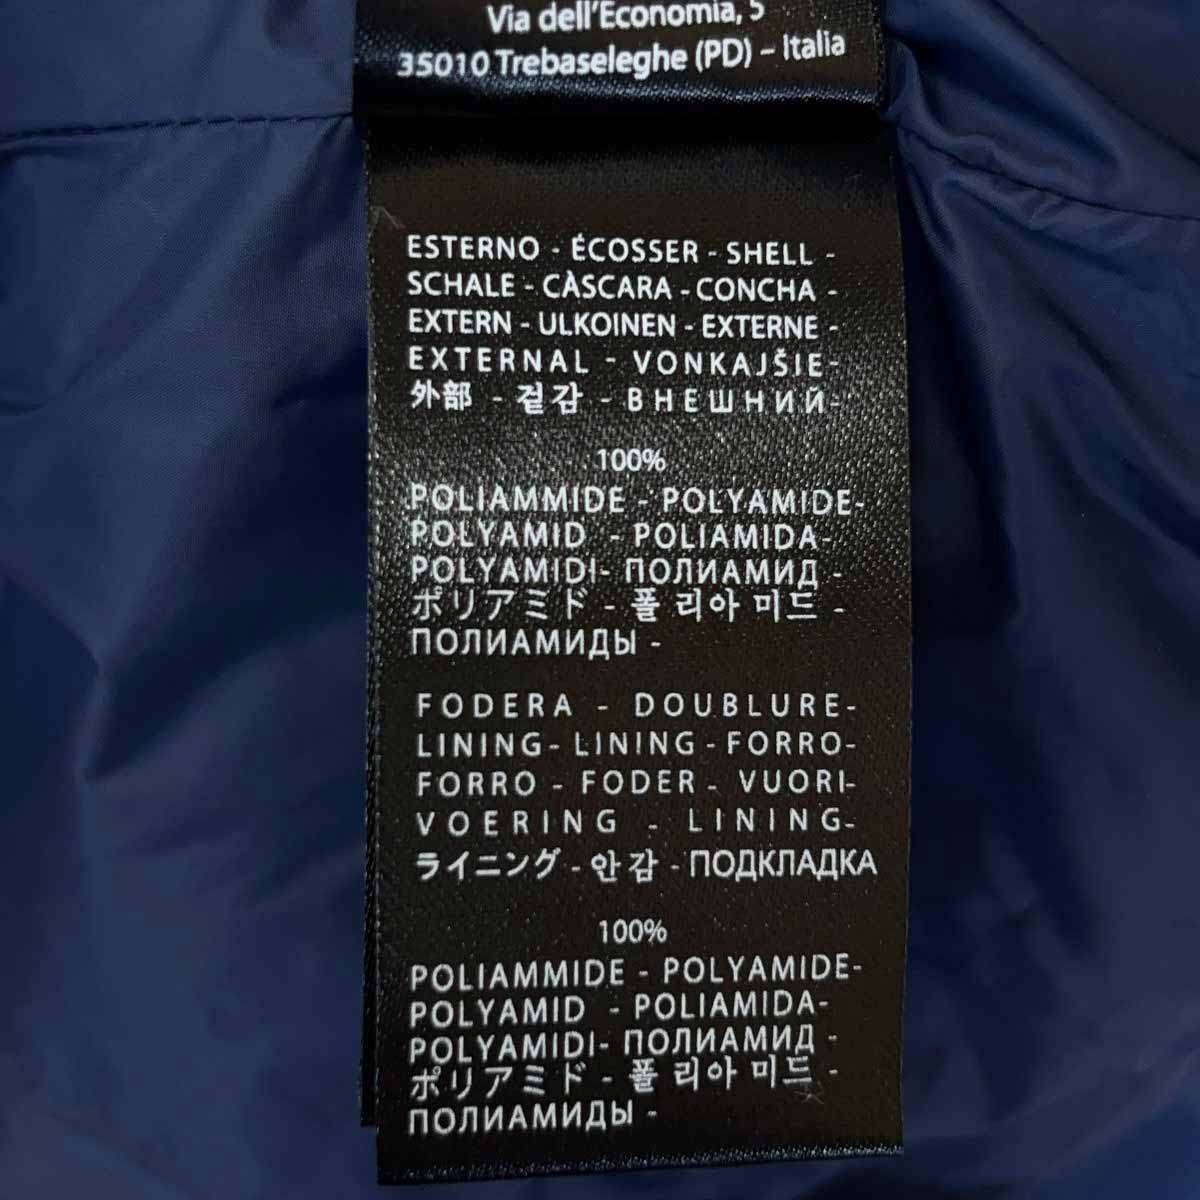 Via dell'Economia, 5
35010 Trebaseleghe (PD) – Italia
ESTERNO - ÉCOSSER - SHELL -
SCHALE - CÀSCARA - CONCHA -
EXTERN - ULKOINEN - EXTERNE -
EXTERNAL - VONKAJŠIE-
外部 - 겉감 - ВНЕШНИЙ-
100%
POLIAMMIDE - POLYAMIDE-
POLYAMID - POLIAMIDA-
POLYAMIDI- ПОЛИАМИД -
ポリアミド - 폴리아미드 -
ПОЛИАМИДЫ -
FODERA - DOUBLURE-
LINING- LINING - FORRO-
FORRO - FODER - VUORI-
VOERING - LINING-
ライニング - 안감 - ПОДКЛАДКА
100%
POLIAMMIDE - POLYAMIDE-
POLYAMID - POLIAMIDA-
POLYAMIDI- ПОЛИАМИД -
ポリアミド - 폴리아미드 -
ПОЛИАМИДЫ -